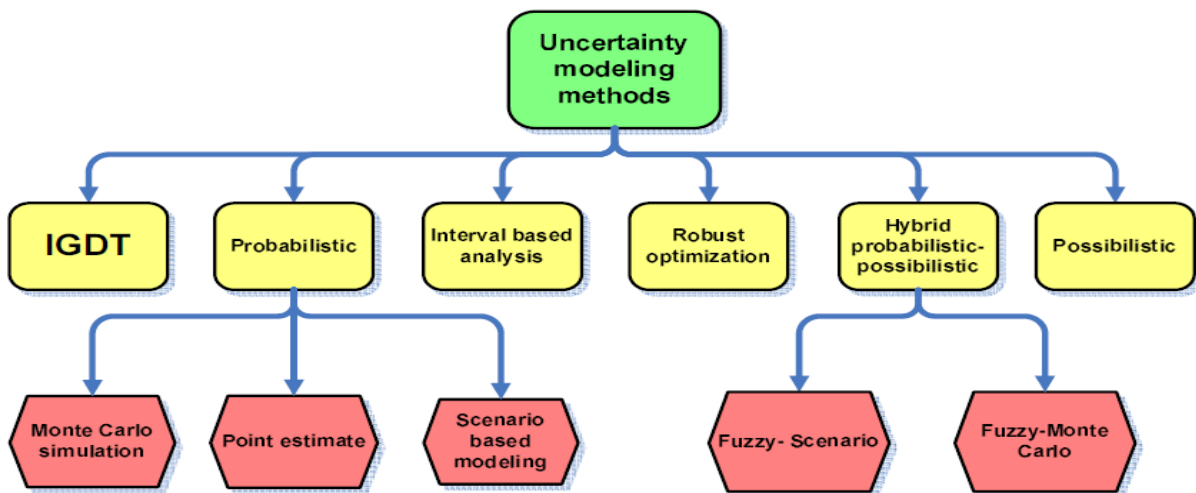 Uncertainty
modeling
methods
IGDT
Probabilistic
Interval based
analysis
Robust
optimization
Hybrid
probabilistic-
possibilistic
Possibilistic
Monte Carlo
simulation
Point estimate
Scenario
based
modeling
Fuzzy- Scenario
Fuzzy-Monte
Carlo